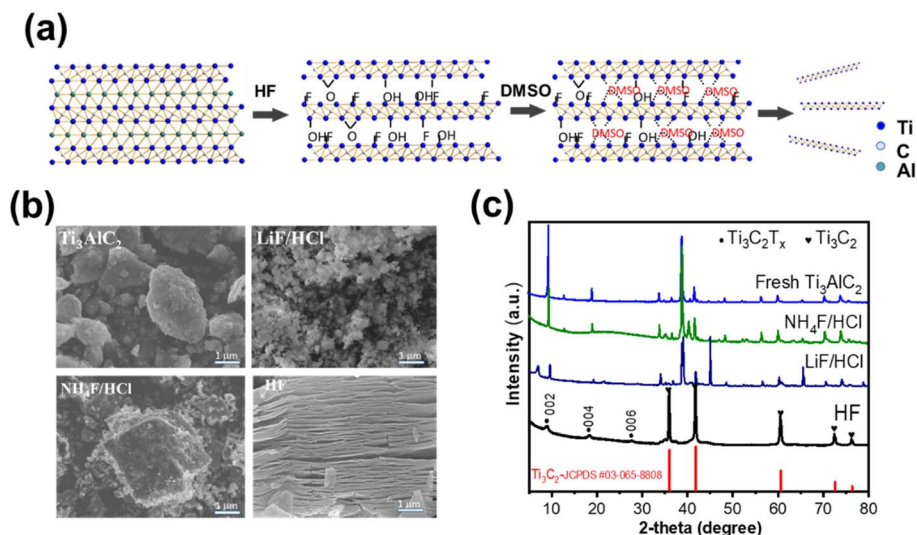 (a)
HF
DMSO
F O F OH OHF F
OHF O F OH F OH
O F OH F F
DMSO DMSO DMSO
OHF F OH F
DMSO DMSO DMSO
Ti
C
Al
(b)
Ti₃AlC₂
1 μm
LiF/HCl
1 μm
NH₄F/HCl
1 μm
HF
1 μm
(c)
• Ti₃C₂Tₓ ♥ Ti₃C₂
Fresh Ti₃AlC₂
NH₄F/HCl
LiF/HCl
HF
002
004
006
Ti₃C₂-JCPDS #03-065-8808
Intensity (a.u.)
10 20 30 40 50 60 70 80
2-theta (degree)